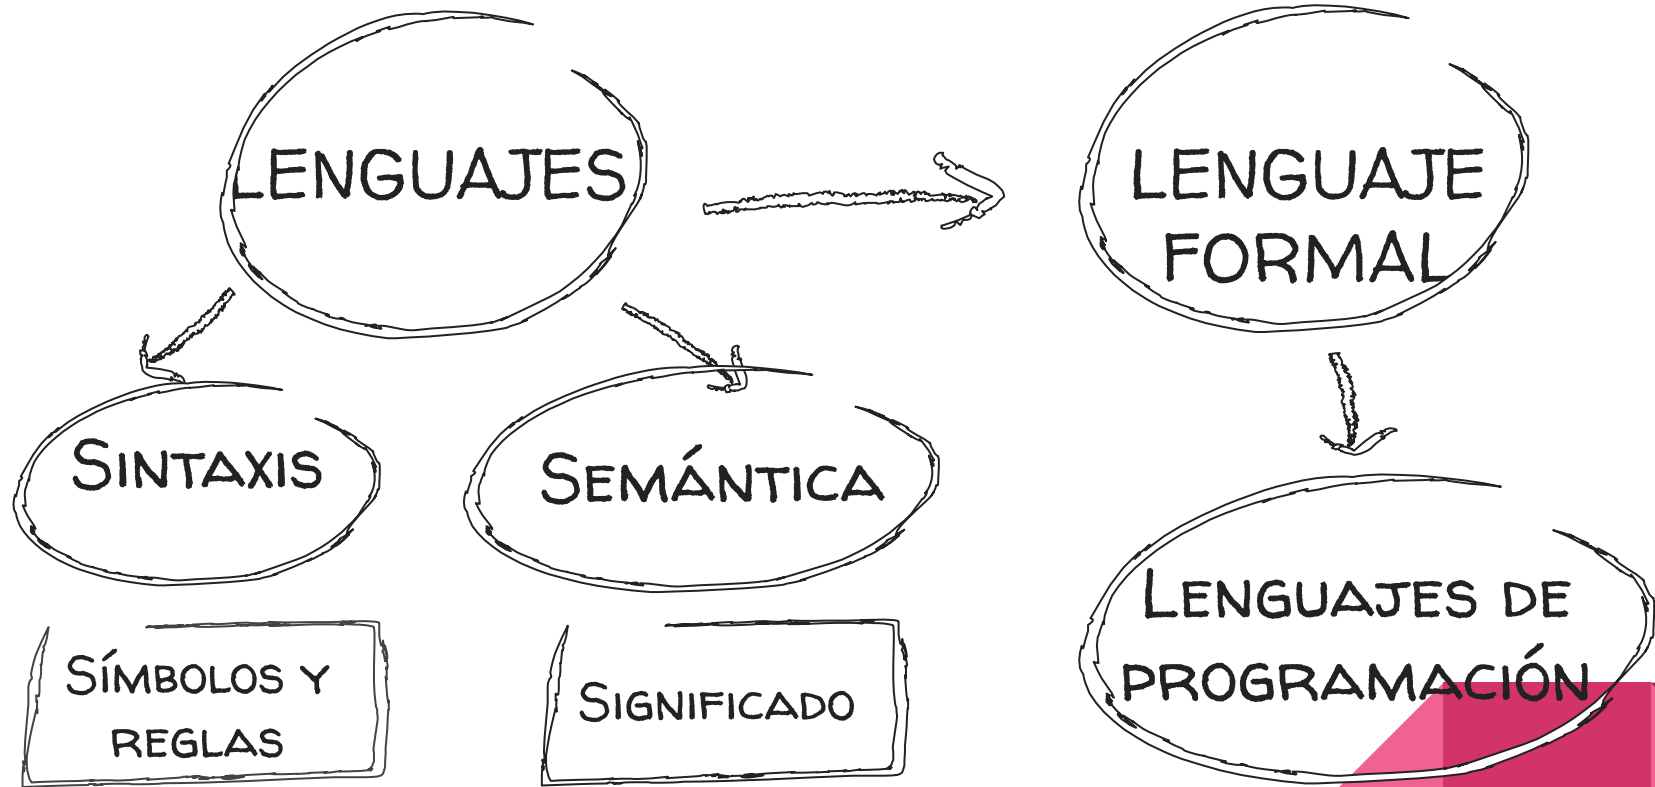 LENGUAJES
LENGUAJE
FORMAL
SINTAXIS
SEMÁNTICA
LENGUAJES DE
PROGRAMACIÓN
SÍMBOLOS Y
REGLAS
SIGNIFICADO